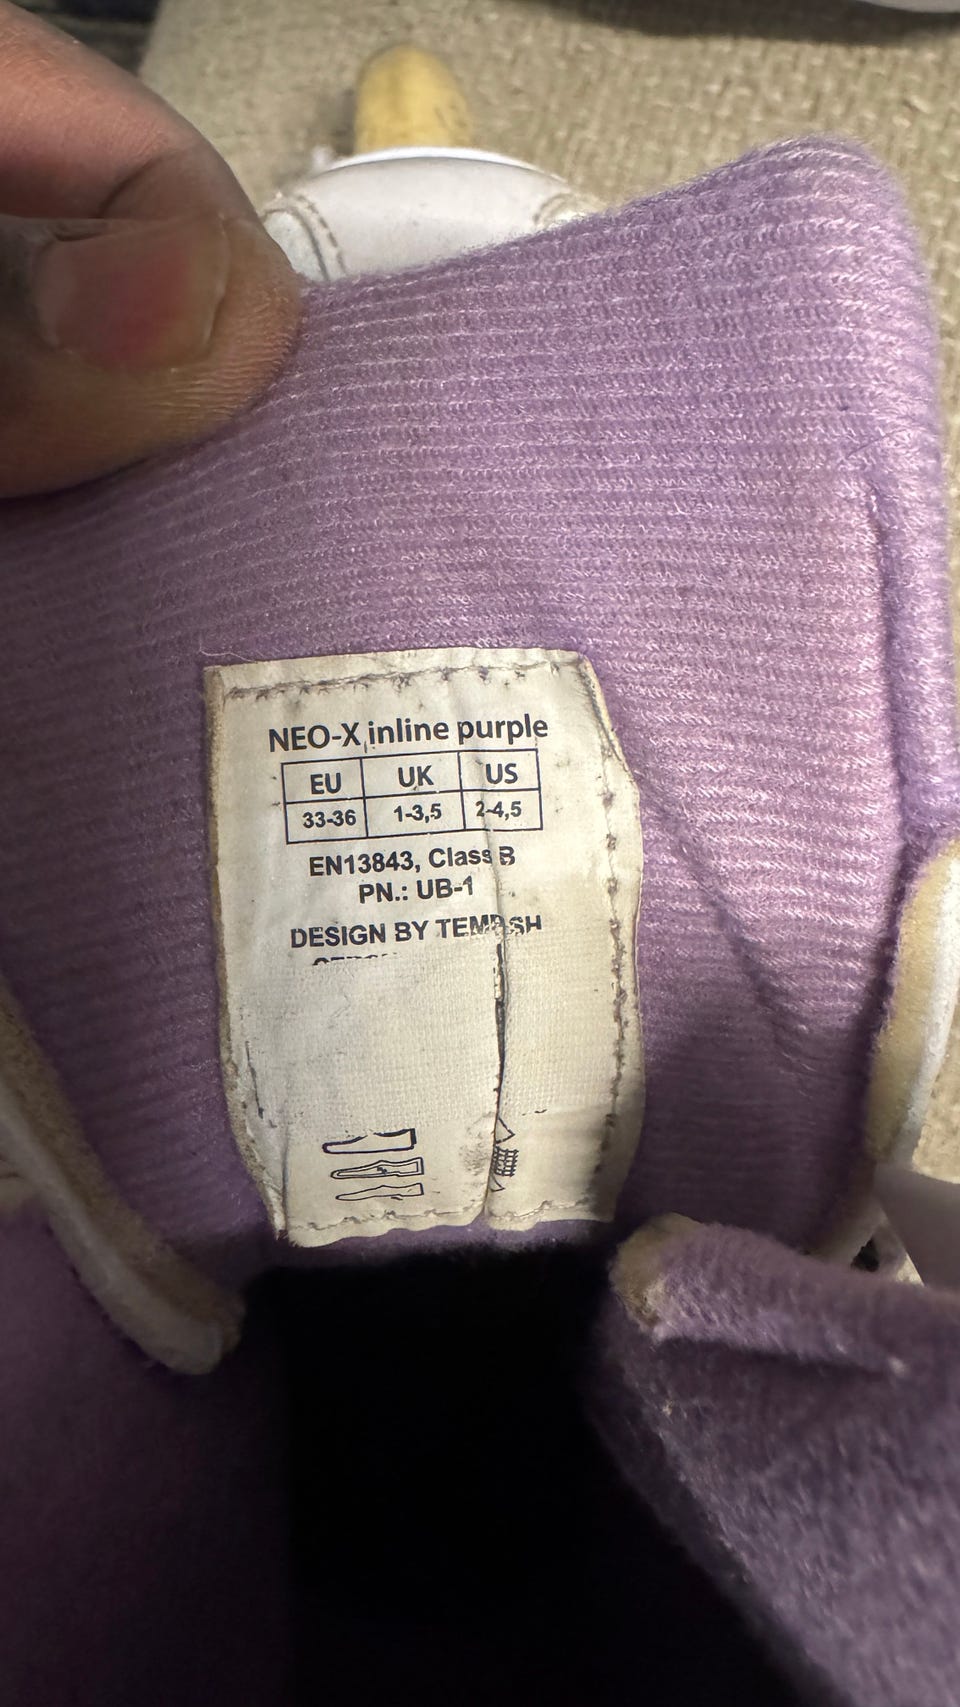 NEO-X inline purple
EU UK US
33-36 1-3,5 2-4,5
EN13843, Class B
PN.: UB-1
DESIGN BY TEMPISH